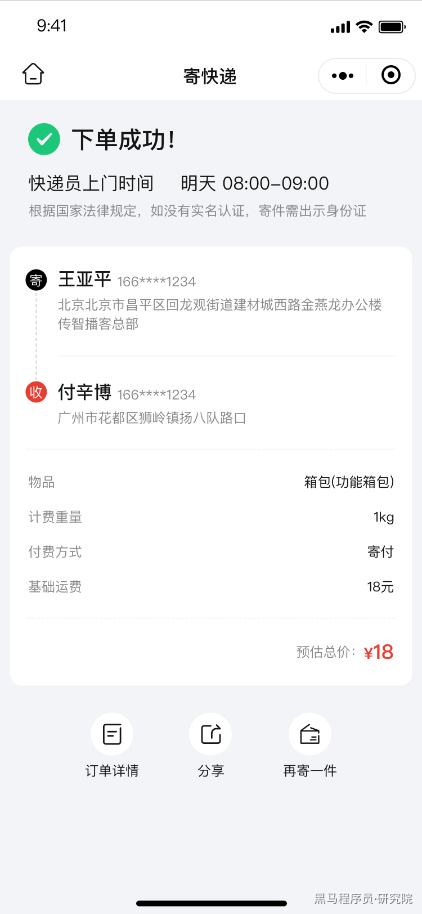 9:41
寄快递
下单成功!
快递员上门时间 明天 08:00-09:00
根据国家法律规定，如没有实名认证，寄件需出示身份证
寄 王亚平 166****1234
北京北京市昌平区回龙观街道建材城西路金燕龙办公楼
传智播客总部
收 付辛博 166****1234
广州市花都区狮岭镇扬八队路口
物品 箱包(功能箱包)
计费重量 1kg
付费方式 寄付
基础运费 18元
预估总价： ¥18
订单详情 分享 再寄一件
黑马程序员·研究院